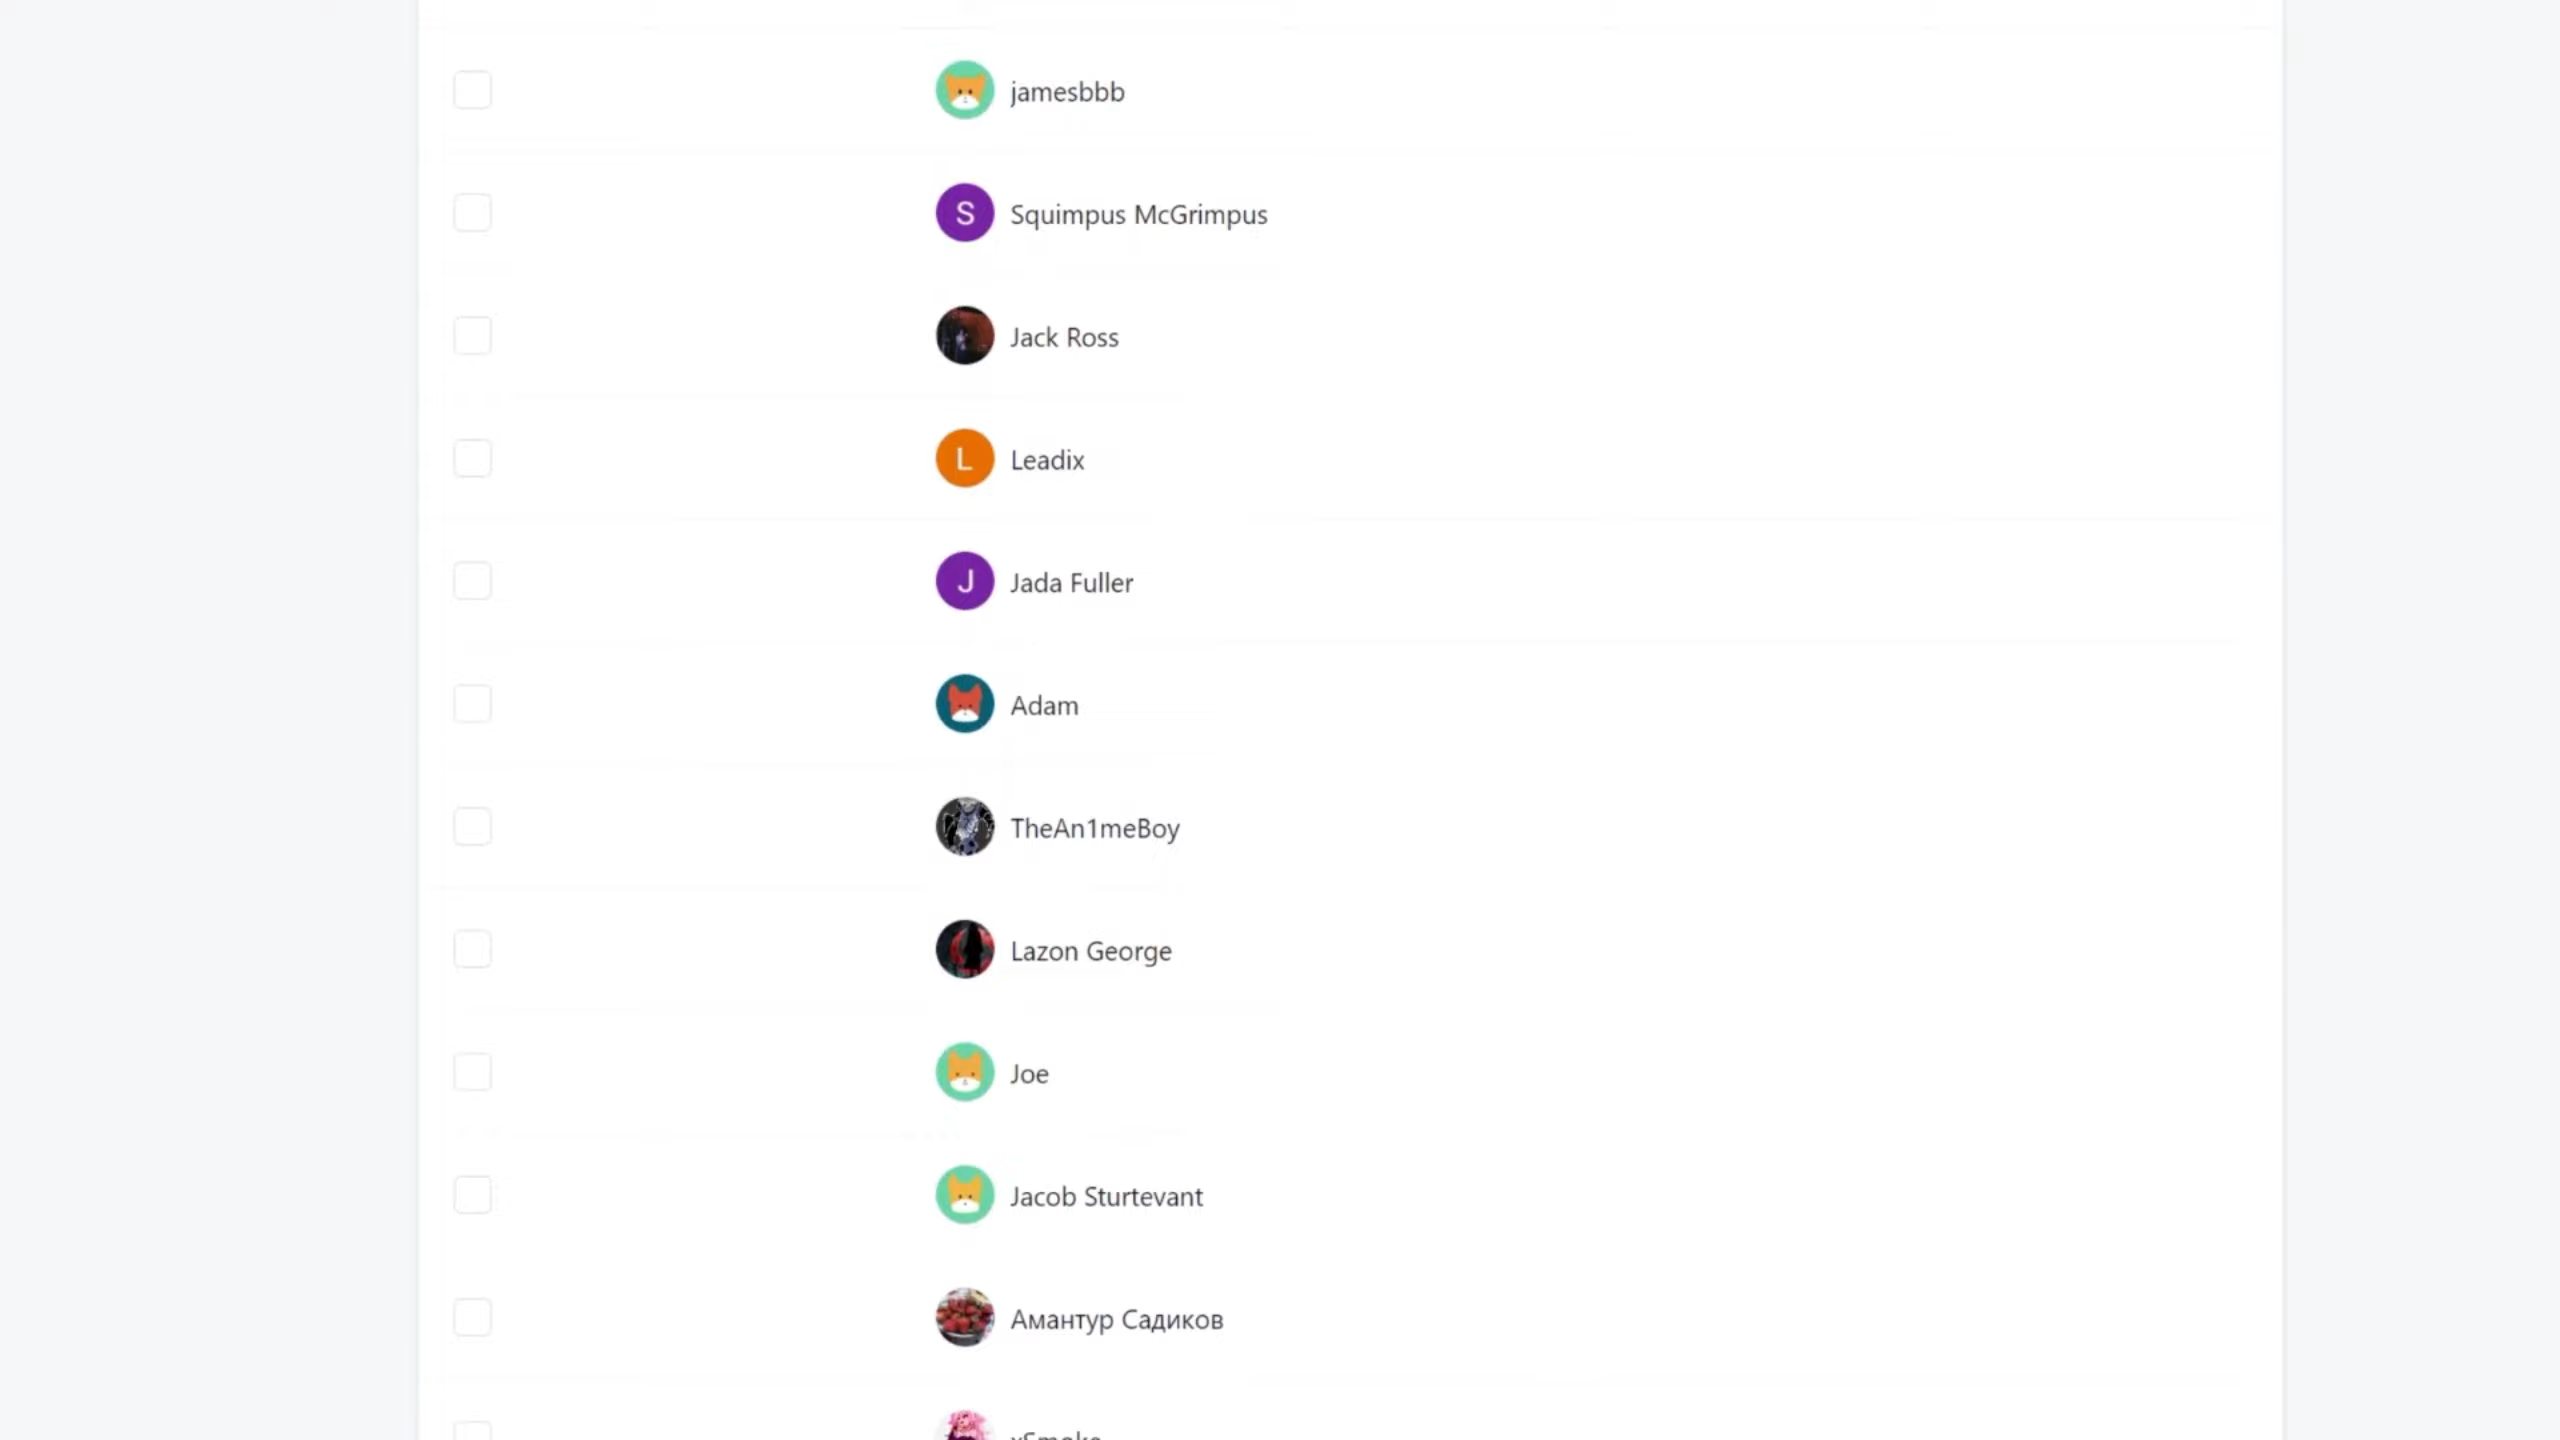 jamesbbb
S Squimpus McGrimpus
Jack Ross
L Leadix
J Jada Fuller
Adam
TheAn1meBoy
Lazon George
Joe
Jacob Sturtevant
Амантур Садиков